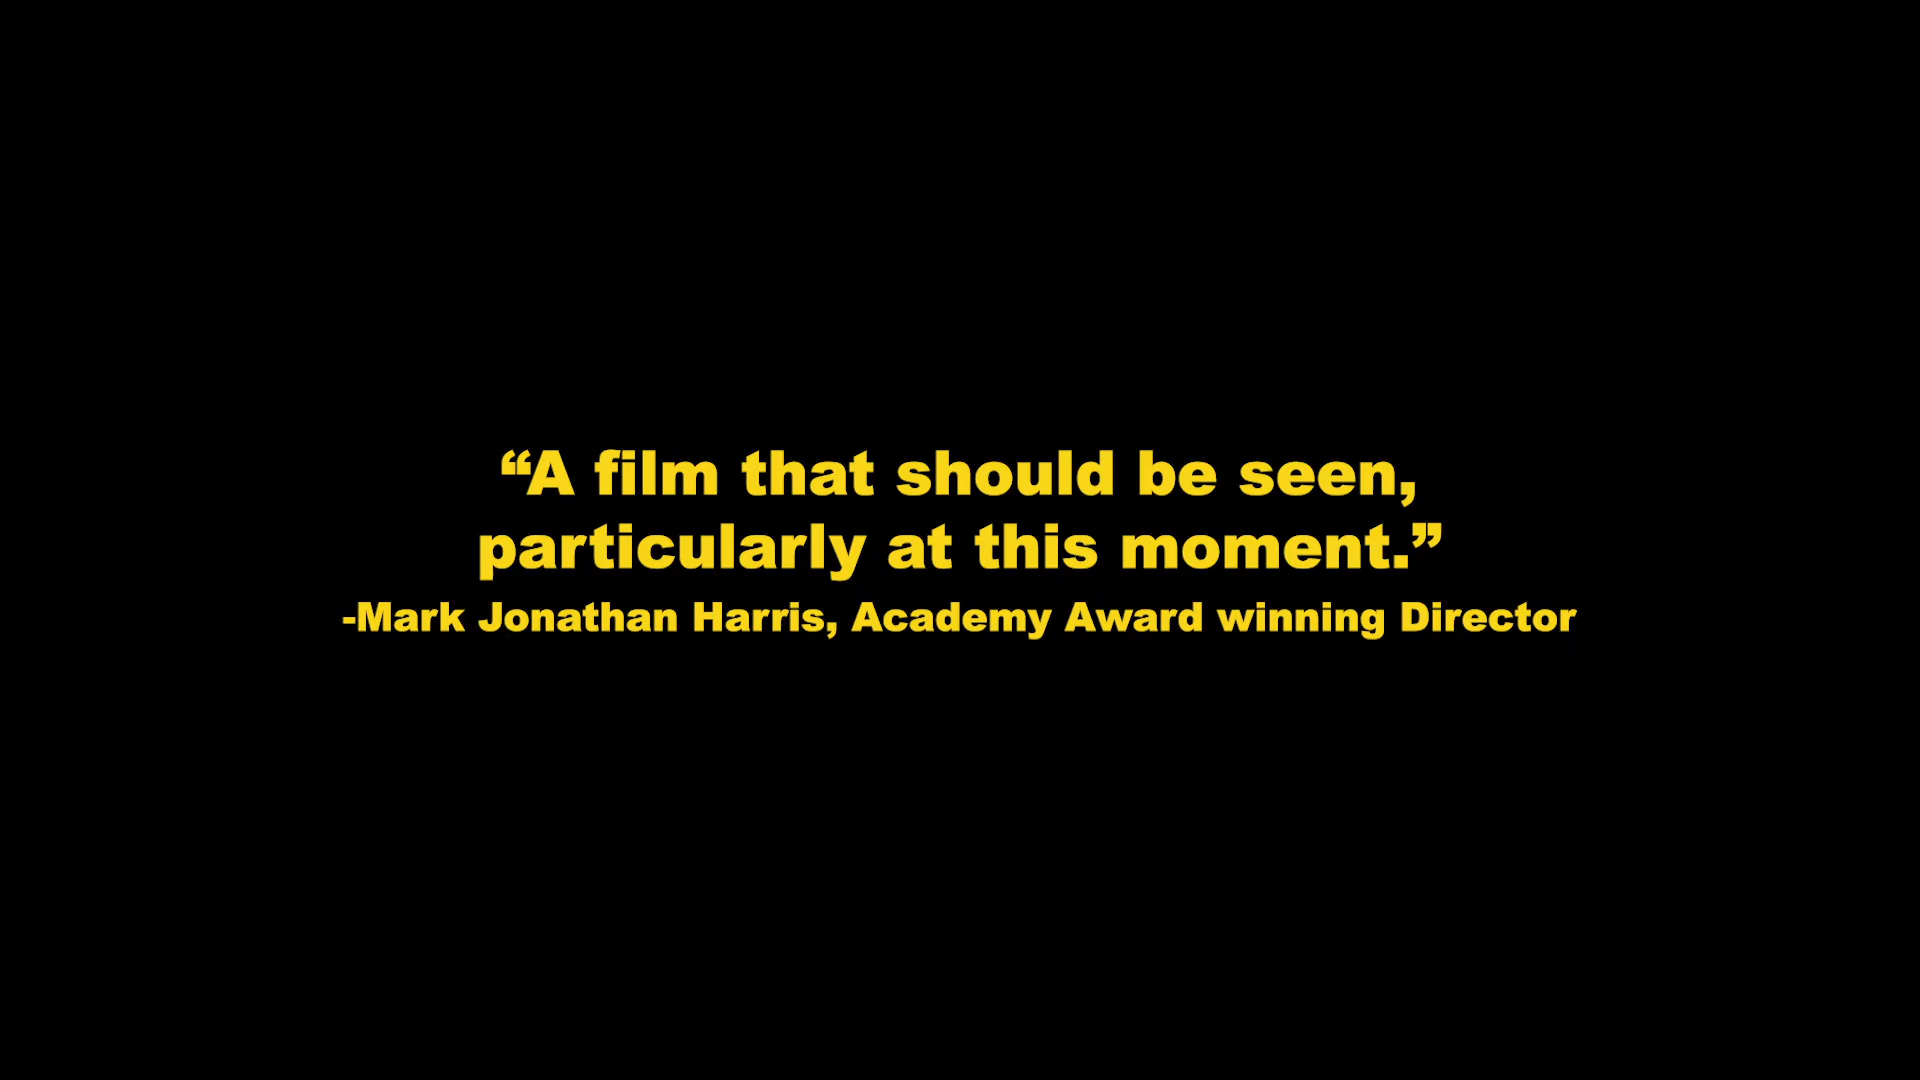 “A film that should be seen,
particularly at this moment.”
-Mark Jonathan Harris, Academy Award winning Director